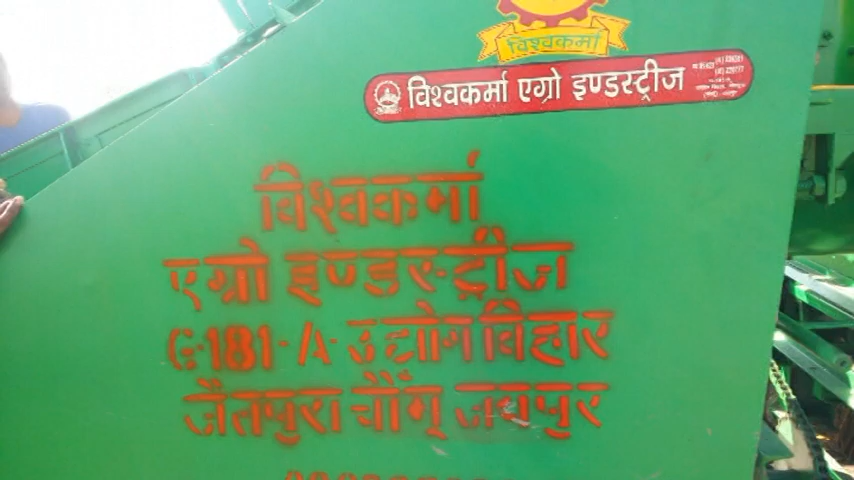 विश्वकर्मा
विश्वकर्मा एग्रो इण्डस्ट्रीज
विश्वकर्मा
एग्रो इण्डस्ट्रीज
G-181-A-उद्योग विहार
जैतपुरा चौमूँ जयपुर